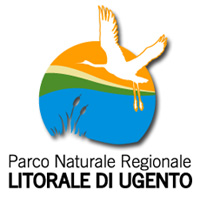 Parco Naturale Regionale
LITORALE DI UGENTO